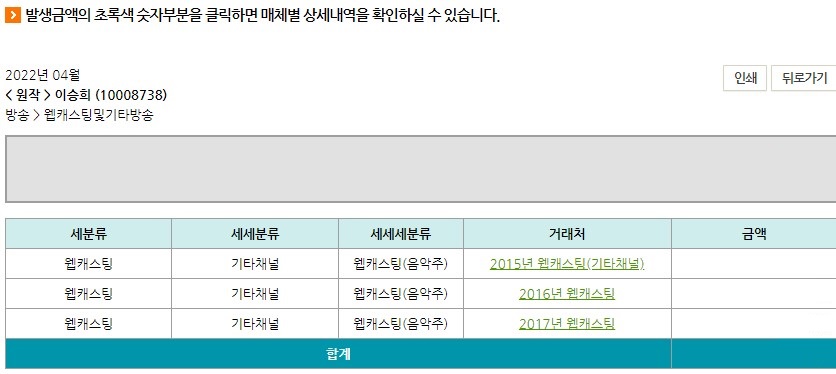 발생금액의 초록색 숫자부분을 클릭하면 매체별 상세내역을 확인하실 수 있습니다.
2022년 04월
인쇄 뒤로가기
< 원작 > 이승희 (10008738)
방송 > 웹캐스팅및기타방송
세분류 세세분류 세세세분류 거래처 금액
웹캐스팅 기타채널 웹캐스팅(음악주) 2015년 웹캐스팅(기타채널)
웹캐스팅 기타채널 웹캐스팅(음악주) 2016년 웹캐스팅
웹캐스팅 기타채널 웹캐스팅(음악주) 2017년 웹캐스팅
합계